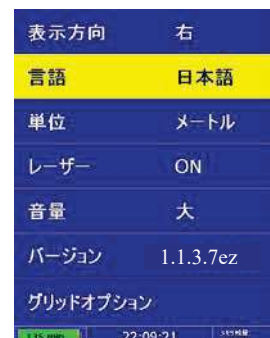 表示方向 右
言語 日本語
単位 メートル
レーザー ON
音量 大
バージョン 1.1.3.7ez
グリッドオプション
22:09:21